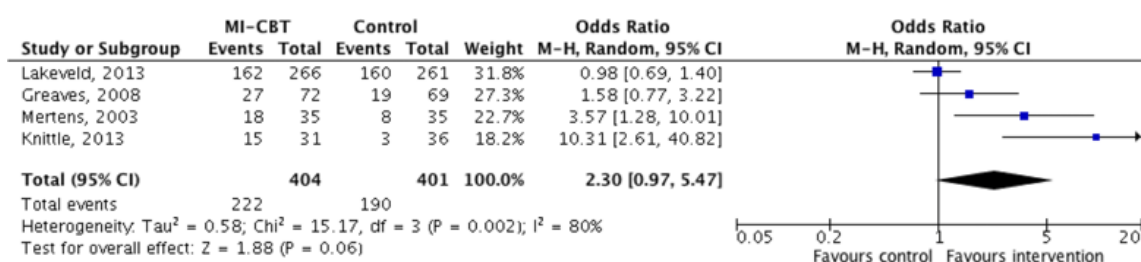 MI-CBT Control Odds Ratio Odds Ratio
Study or Subgroup Events Total Events Total Weight M-H, Random, 95% CI M-H, Random, 95% CI
Lakeveld, 2013 162 266 160 261 31.8% 0.98 [0.69, 1.40]
Greaves, 2008 27 72 19 69 27.3% 1.58 [0.77, 3.22]
Mertens, 2003 18 35 8 35 22.7% 3.57 [1.28, 10.01]
Knittle, 2013 15 31 3 36 18.2% 10.31 [2.61, 40.82]
Total (95% CI) 404 401 100.0% 2.30 [0.97, 5.47]
Total events 222 190
Heterogeneity: Tau² = 0.58; Chi² = 15.17, df = 3 (P = 0.002); I² = 80%
Test for overall effect: Z = 1.88 (P = 0.06)
0.05 0.2 1 5 20
Favours control Favours intervention